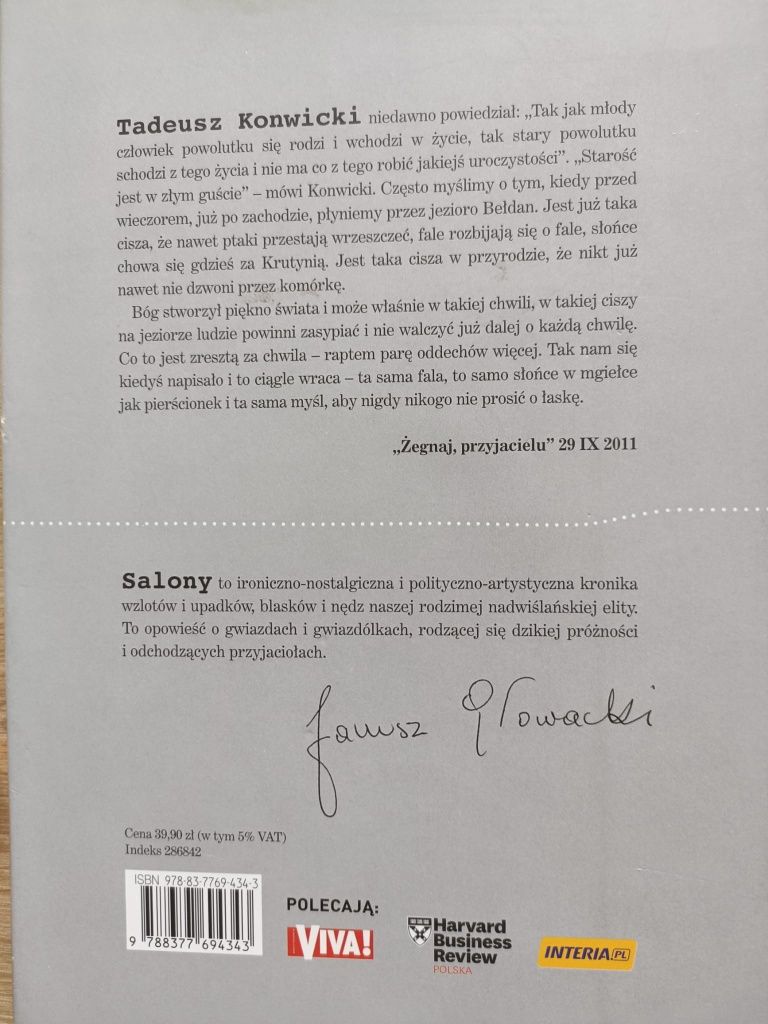 Tadeusz Konwicki niedawno powiedział: „Tak jak młody
człowiek powolutku się rodzi i wchodzi w życie, tak stary powolutku
schodzi z tego życia i nie ma co z tego robić jakiejś uroczystości”. „Starość
jest w złym guście” – mówi Konwicki. Często myślimy o tym, kiedy przed
wieczorem, już po zachodzie, płyniemy przez jezioro Bełdan. Jest już taka
cisza, że nawet ptaki przestają wrzeszczeć, fale rozbijają się o fale, słońce
chowa się gdzieś za Krutynią. Jest taka cisza w przyrodzie, że nikt już
nawet nie dzwoni przez komórkę.
Bóg stworzył piękno świata i może właśnie w takiej chwili, w takiej ciszy
na jeziorze ludzie powinni zasypiać i nie walczyć już dalej o każdą chwilę.
Co to jest zresztą za chwila – raptem parę oddechów więcej. Tak nam się
kiedyś napisało i to ciągle wraca – ta sama fala, to samo słońce w mgiełce
jak pierścionek i ta sama myśl, aby nigdy nikogo nie prosić o łaskę.
„Żegnaj, przyjacielu” 29 IX 2011
Salony to ironiczno-nostalgiczna i polityczno-artystyczna kronika
wzlotów i upadków, blasków i nędz naszej rodzimej nadwiślańskiej elity.
To opowieść o gwiazdach i gwiazdółkach, rodzącej się dzikiej próżności
i odchodzących przyjaciołach.
Janusz Głowacki
Cena 39,90 zł (w tym 5% VAT)
Indeks 286842
ISBN 978-83-7769-434-3
9 788377 694343
POLECAJĄ:
VIVA!
Harvard
Business
Review
POLSKA
INTERIA.PL